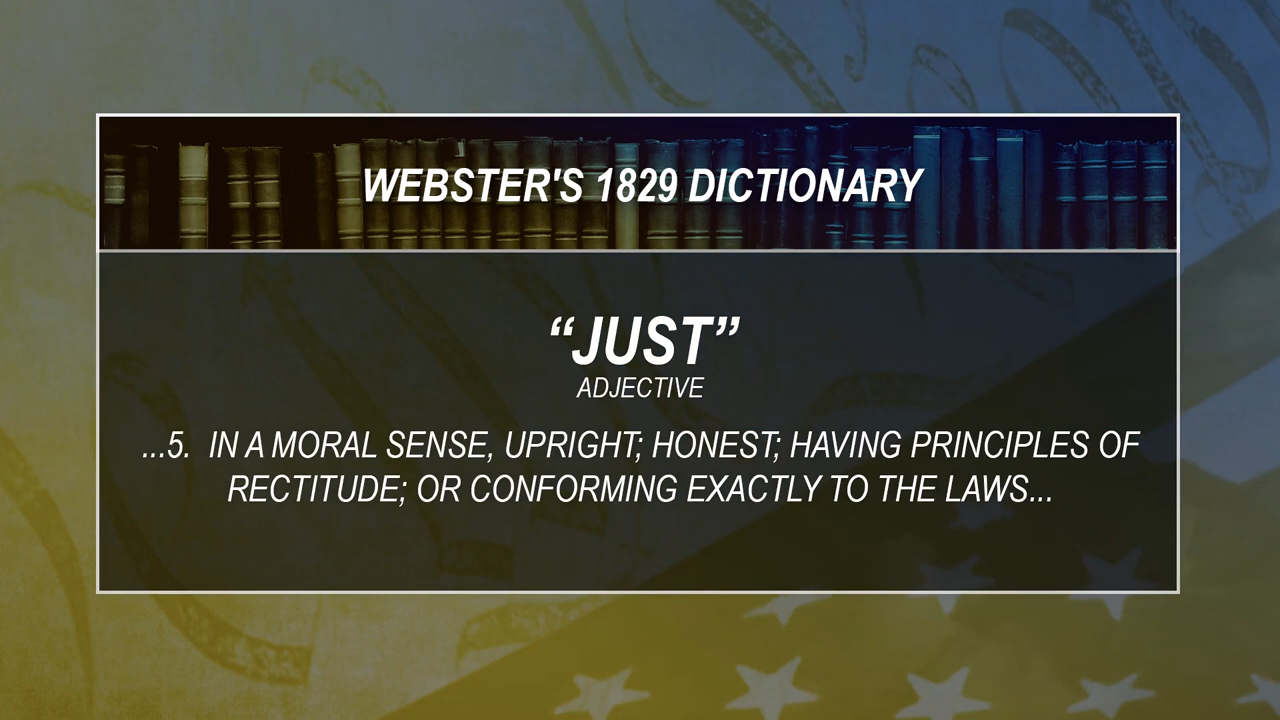 WEBSTER'S 1829 DICTIONARY
“JUST”
ADJECTIVE
...5. IN A MORAL SENSE, UPRIGHT; HONEST; HAVING PRINCIPLES OF
RECTITUDE; OR CONFORMING EXACTLY TO THE LAWS...